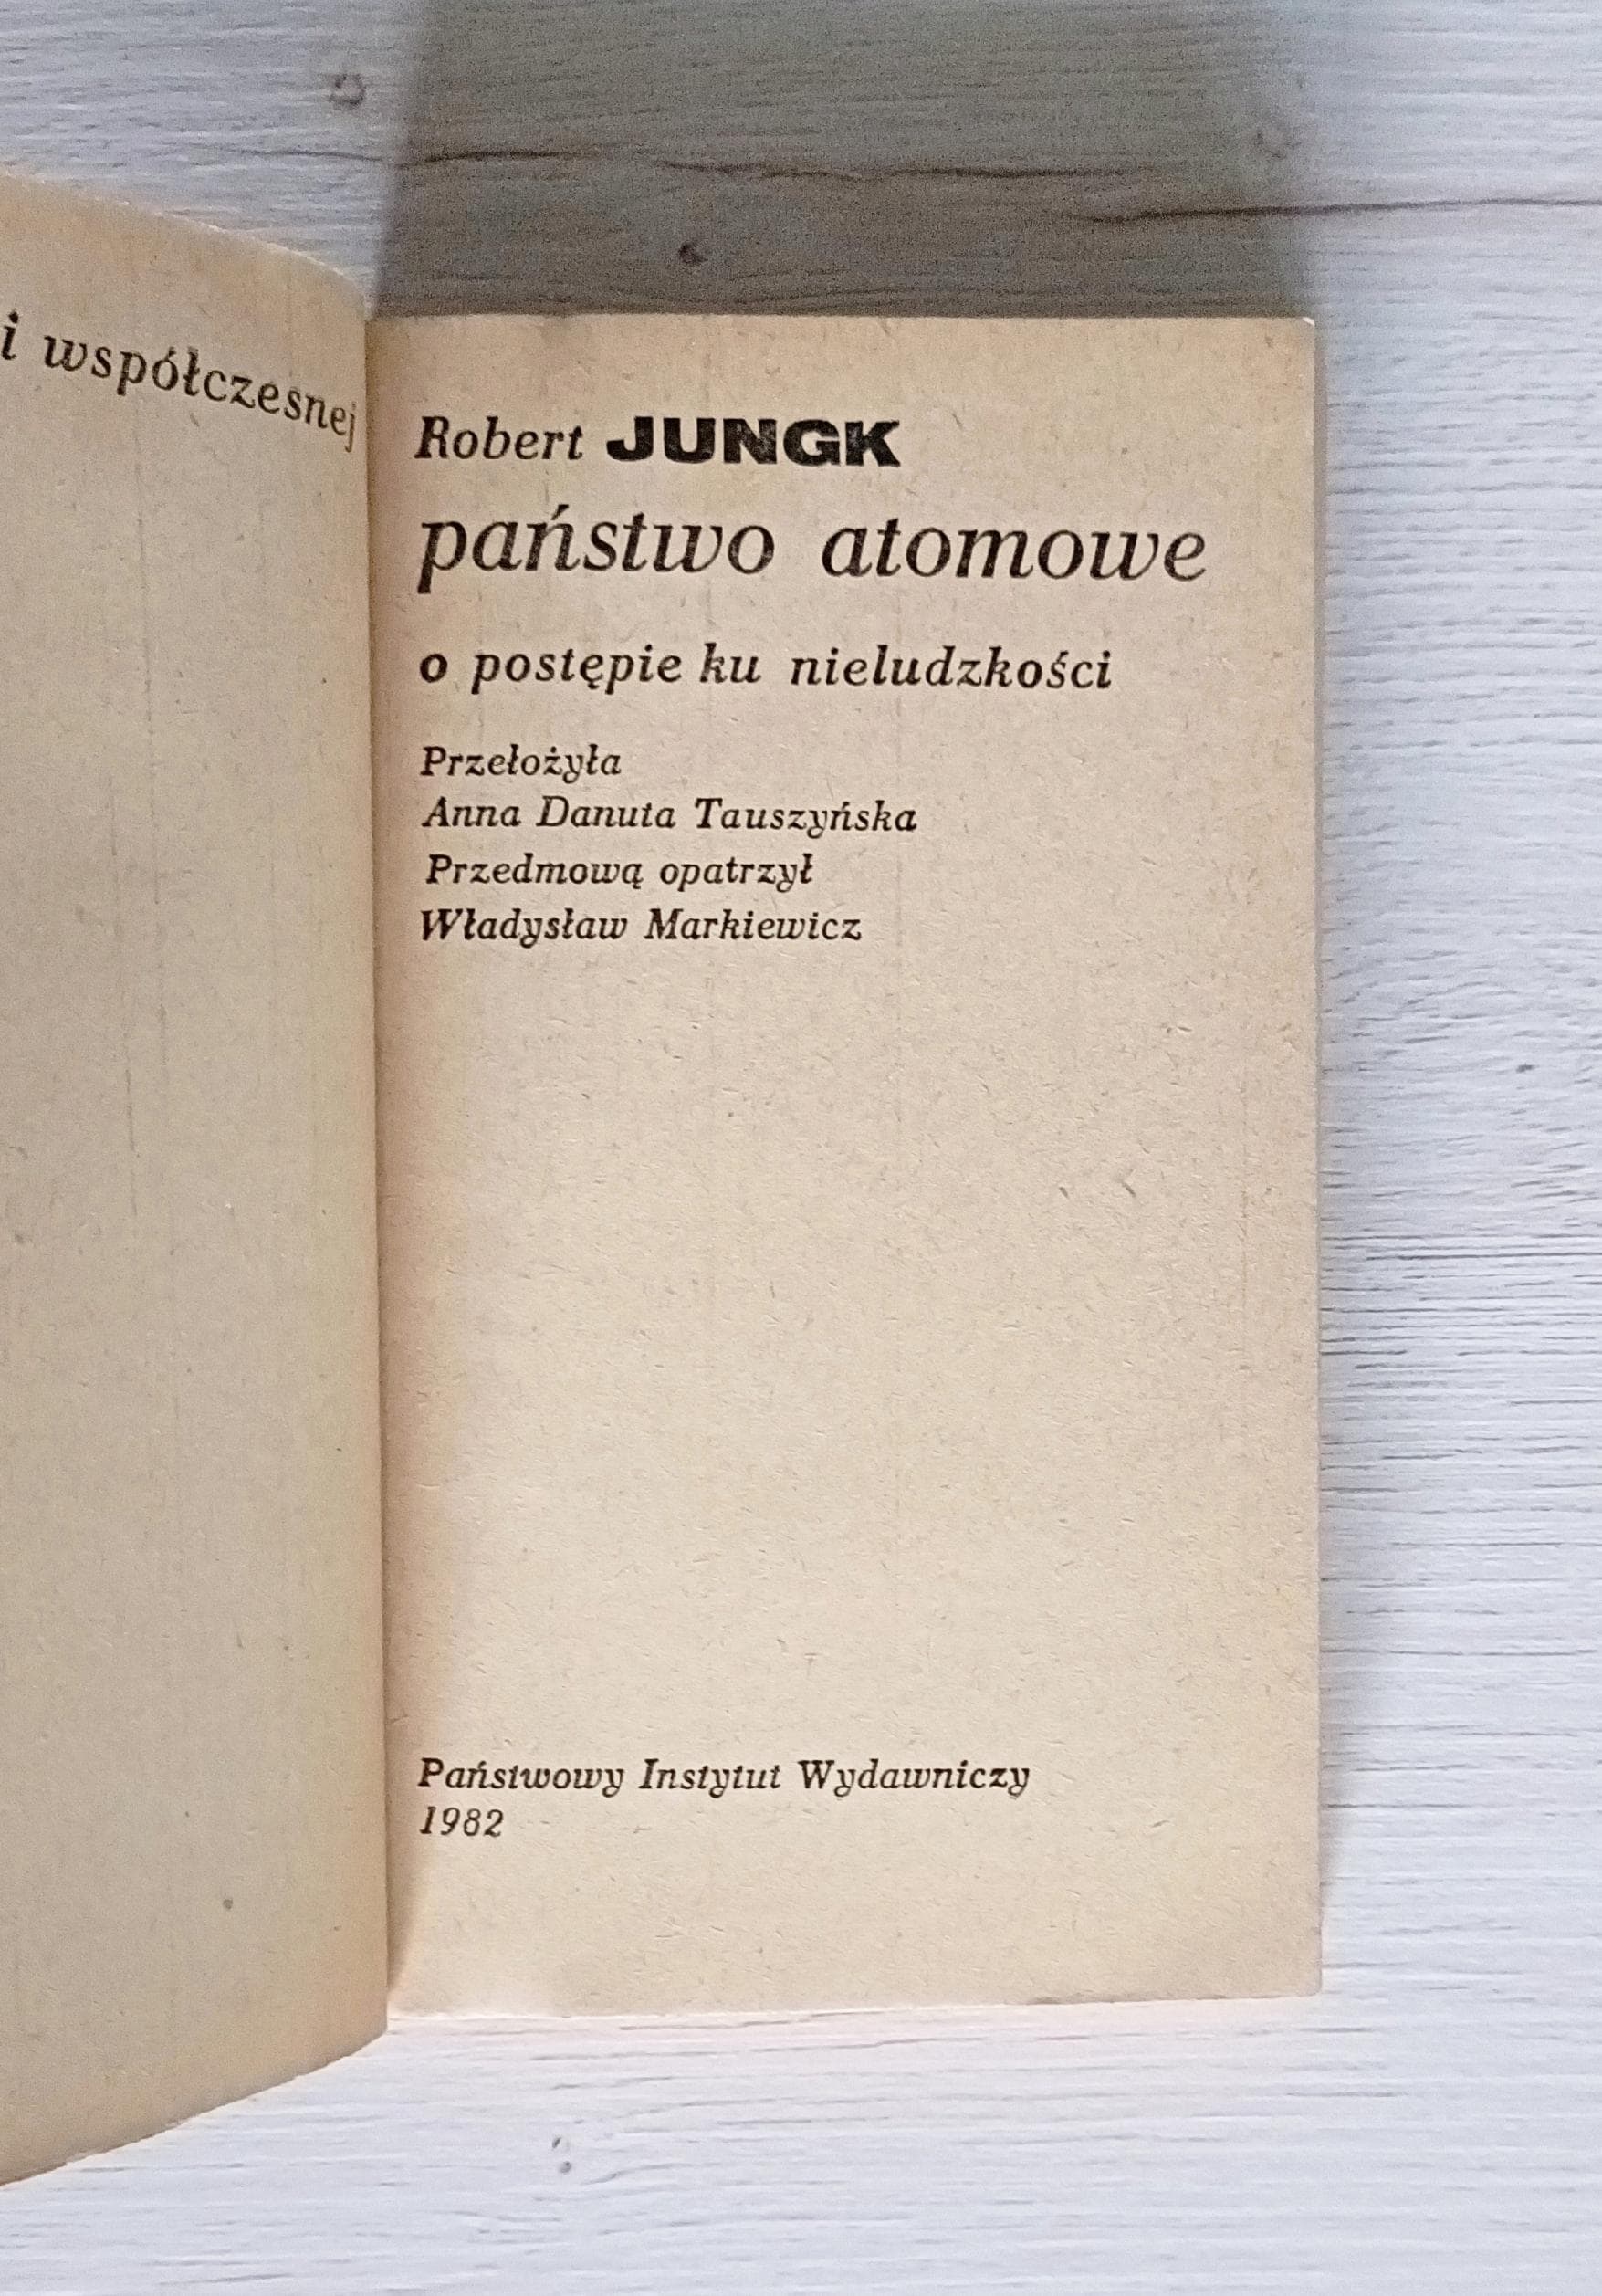 i współczesnej
Robert JUNGK
państwo atomowe
o postępie ku nieludzkości
Przełożyła
Anna Danuta Tauszyńska
Przedmową opatrzył
Władysław Markiewicz
Państwowy Instytut Wydawniczy
1982